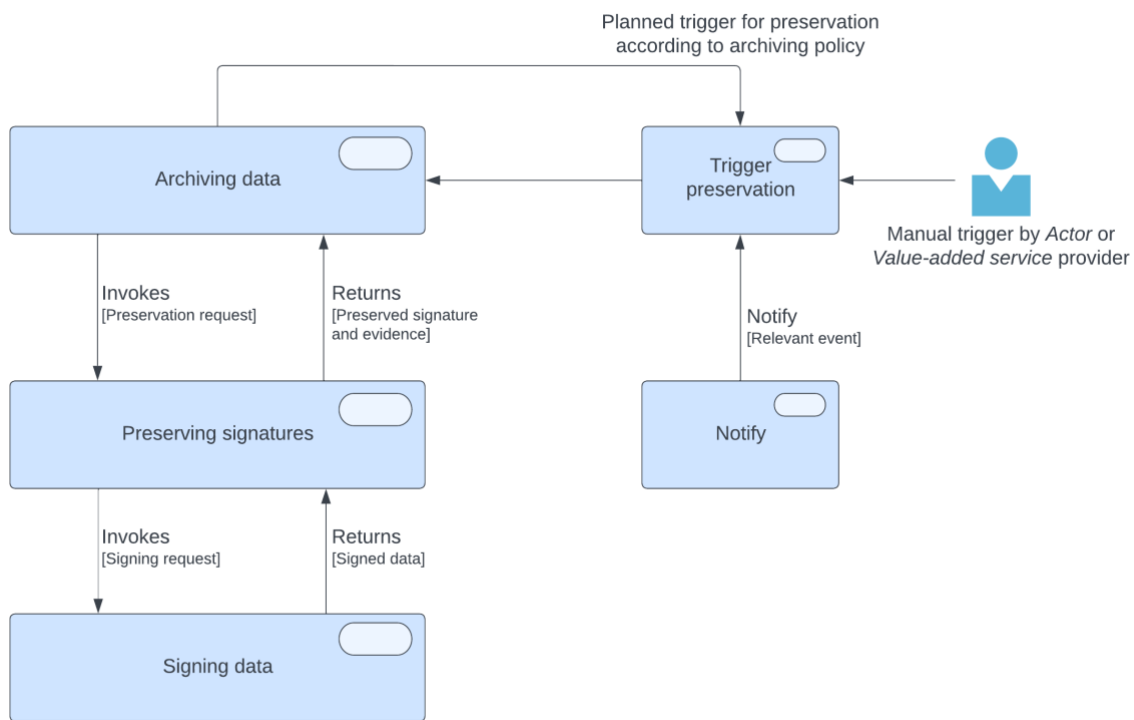 Planned trigger for preservation
according to archiving policy
Archiving data
Trigger
preservation
Manual trigger by Actor or
Value-added service provider
Invokes
[Preservation request]
Returns
[Preserved signature
and evidence]
Notify
[Relevant event]
Preserving signatures
Notify
Invokes
[Signing request]
Returns
[Signed data]
Signing data